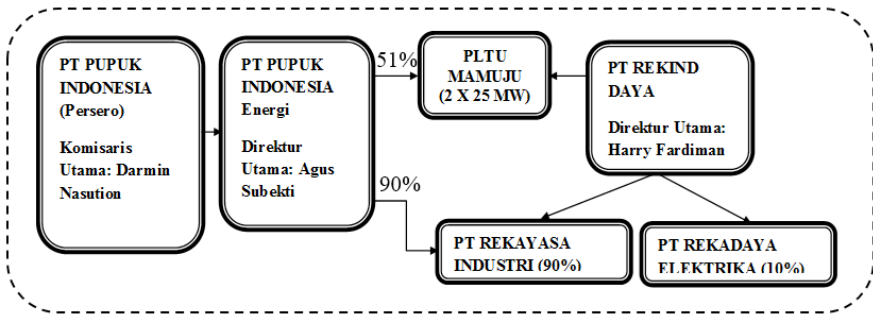 PT PUPUK
INDONESIA
(Persero)
Komisaris
Utama: Darmin
Nasution
PT PUPUK
INDONESIA
Energi
Direktur
Utama: Agus
Subekti
51%
90%
PLTU
MAMUJU
(2 X 25 MW)
PT REKIND
DAYA
Direktur Utama:
Harry Fardiman
PT REKAYASA
INDUSTRI (90%)
PT REKADAYA
ELEKTRIKA (10%)